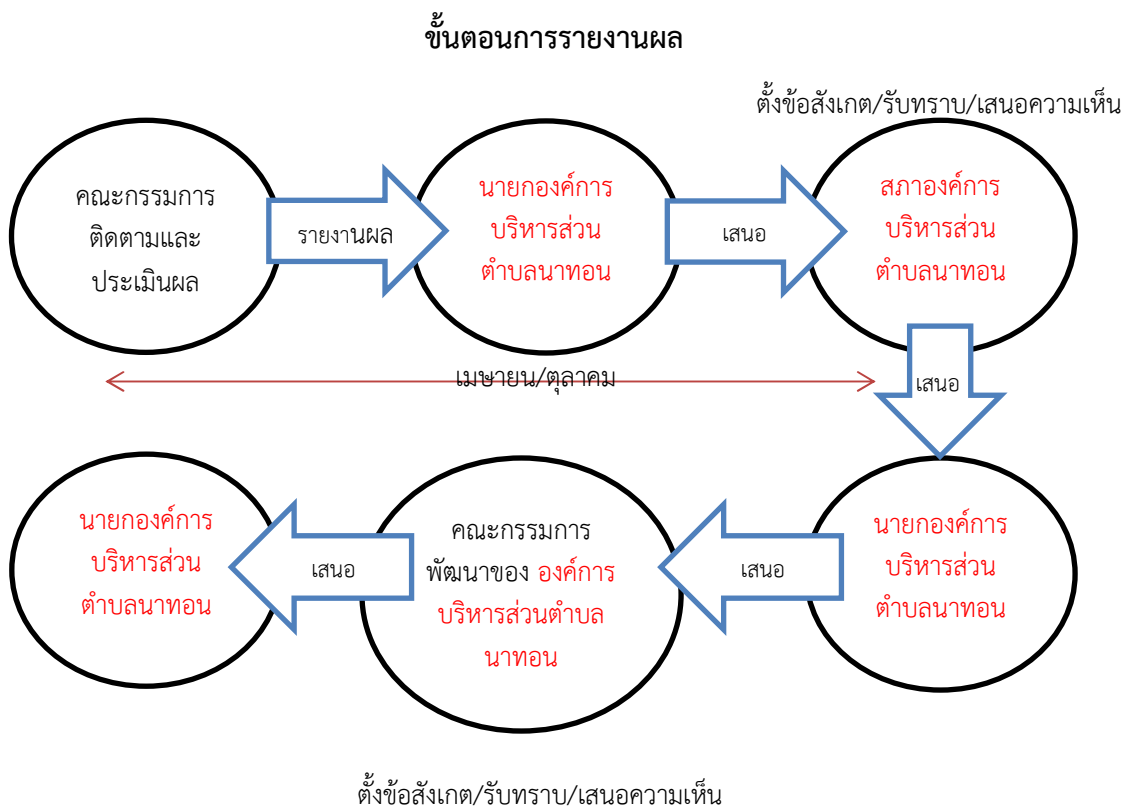 ขั้นตอนการรายงานผล
ตั้งข้อสังเกต/รับทราบ/เสนอความเห็น
คณะกรรมการ
ติดตามและ
ประเมินผล
รายงานผล
นายกองค์การ
บริหารส่วน
ตำบลนาทอน
เสนอ
สภาองค์การ
บริหารส่วน
ตำบลนาทอน
เมษายน/ตุลาคม
เสนอ
นายกองค์การ
บริหารส่วน
ตำบลนาทอน
เสนอ
คณะกรรมการ
พัฒนาของ องค์การ
บริหารส่วนตำบล
นาทอน
เสนอ
นายกองค์การ
บริหารส่วน
ตำบลนาทอน
ตั้งข้อสังเกต/รับทราบ/เสนอความเห็น